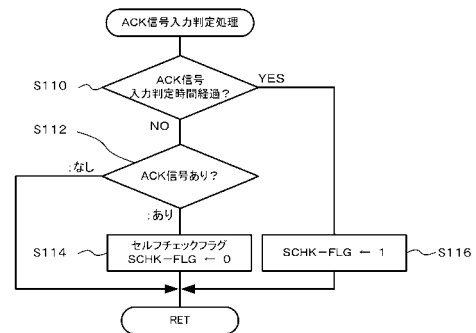 ACK信号入力判定処理
S110
ACK信号
入力判定時間経過?
YES
NO
S112
:なし
ACK信号あり?
:あり
S114
セルフチェックフラグ
SCHK-FLG ← 0
SCHK-FLG ← 1
S116
RET